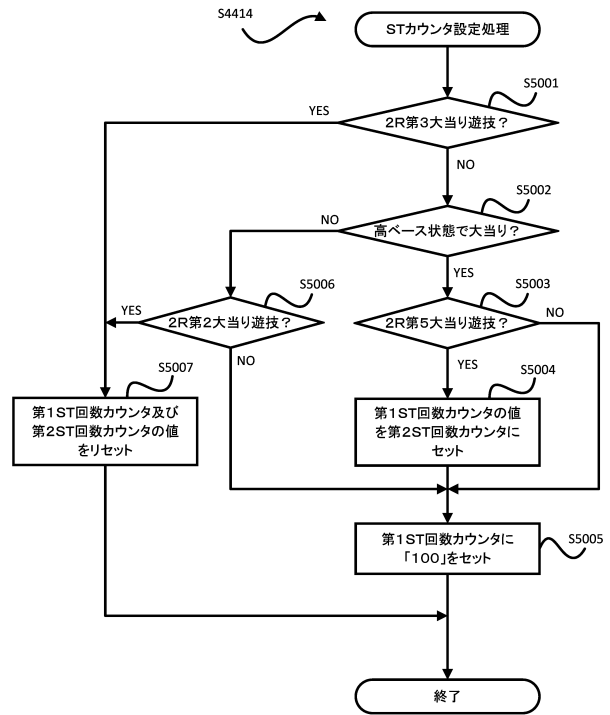 S4414
STカウンタ設定処理
S5001
2R第3大当り遊技？
YES
NO
S5002
高ベース状態で大当り？
NO
YES
S5006
2R第2大当り遊技？
YES
NO
S5003
2R第5大当り遊技？
NO
YES
S5007
第1ST回数カウンタ及び
第2ST回数カウンタの値
をリセット
S5004
第1ST回数カウンタの値
を第2ST回数カウンタに
セット
S5005
第1ST回数カウンタに
「100」をセット
終了